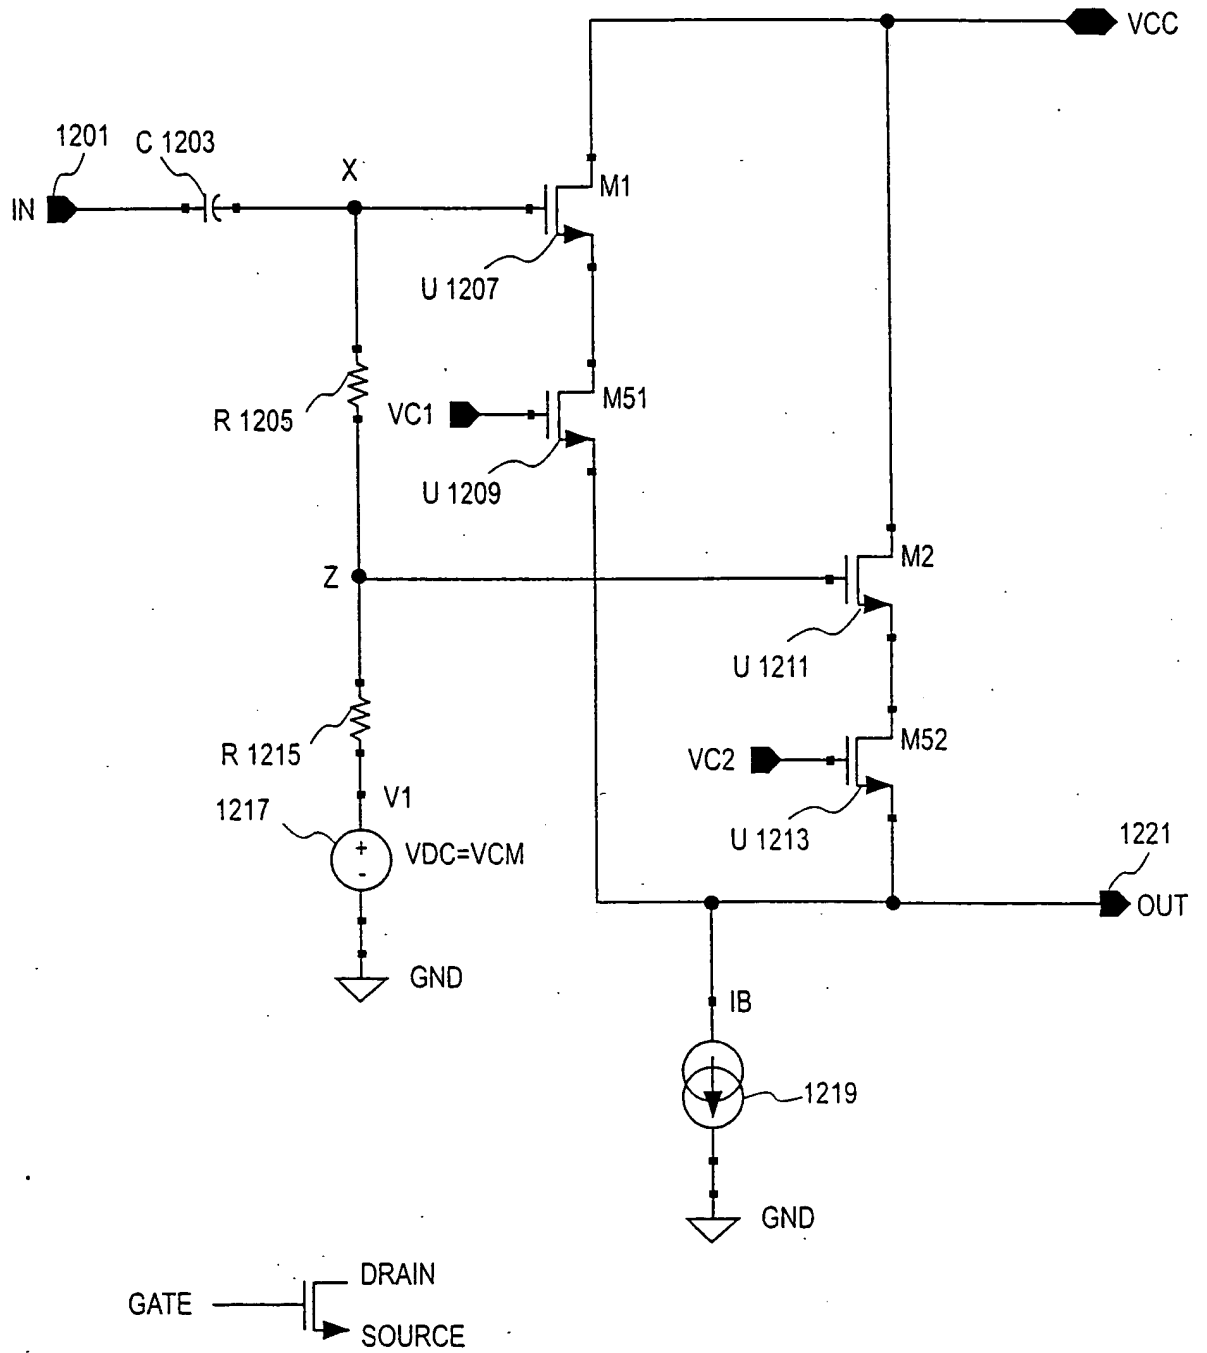 VCC
1201
C 1203
X
IN
M1
U 1207
R 1205
VC1
M51
U 1209
Z
M2
U 1211
R 1215
VC2
M52
V1
1217
VDC=VCM
+
-
U 1213
1221
OUT
GND
IB
1219
GND
DRAIN
GATE
SOURCE